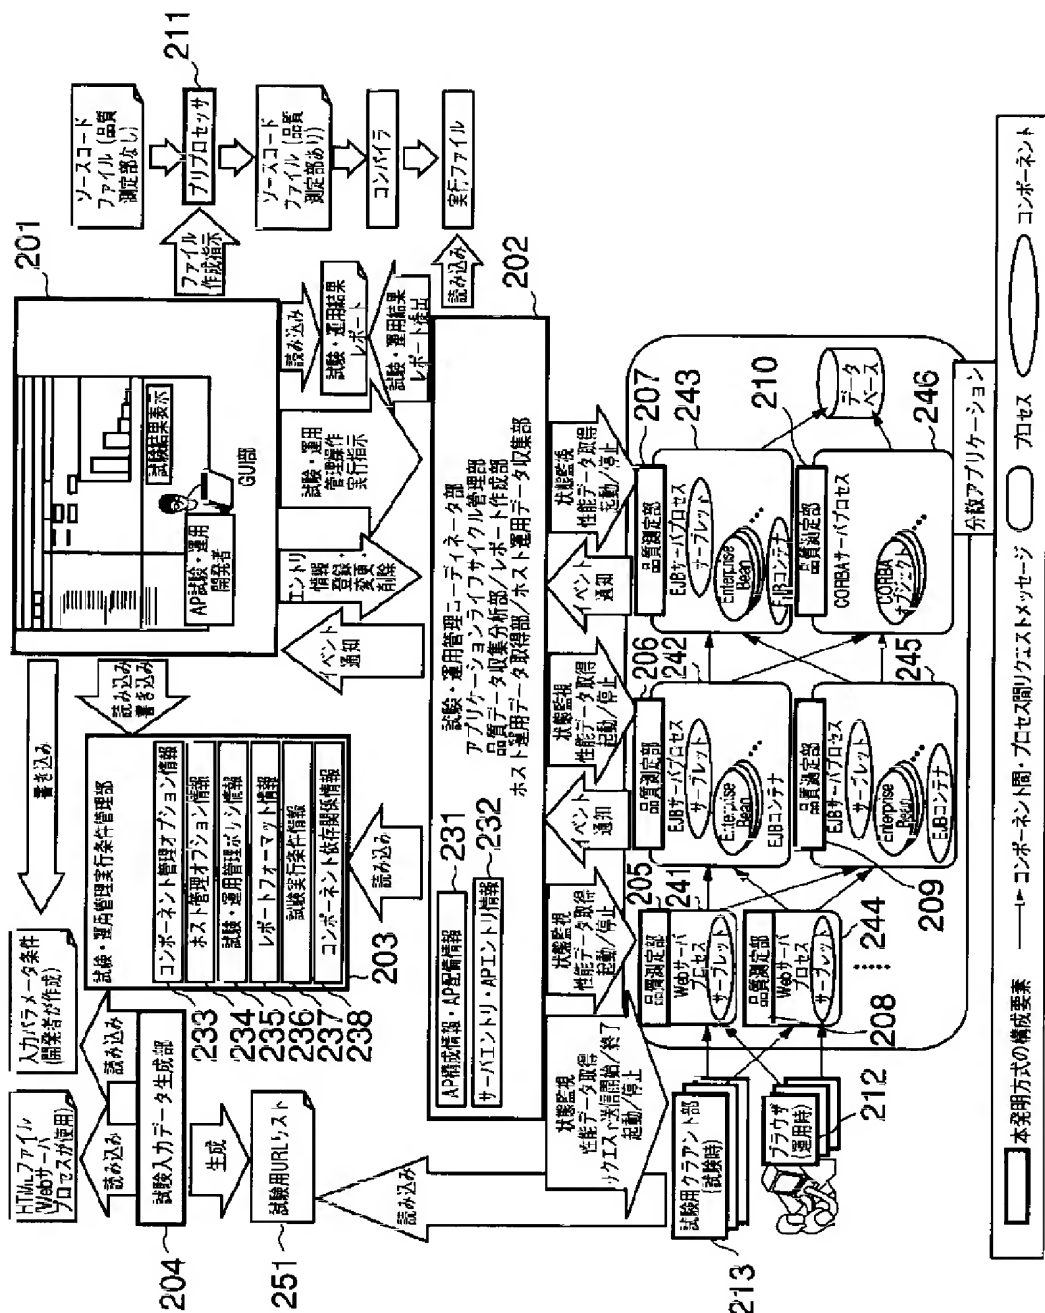 HTMLファイル
(Webサーバ
プロセスが使用)
入力パラメータ条件
(開発者が作成)
書き込み
読み込み
読み込み
204
試験入力データ生成部
生成
251
試験用URLリスト
読み込み
試験・運用管理実行条件管理部
コンポーネント管理オプション情報
ホスト管理オプション情報
試験・運用管理ポリシ情報
レポートフォーマット情報
試験実行条件情報
コンポーネント依存関係情報
233
234
235
236
237
238
203
読み込み
書き込み
読み込み
201
試験結果表示
AP試験・運用
開発者
GUI部
イベント
通知
エントリ
情報
登録・
変更・
削除
試験・運用
管理操作
実行指示
読み込み
試験・運用結果
レポート
試験・運用結果
レポート提出
ファイル
作成指示
ソースコード
ファイル(品質
測定部なし)
プリプロセッサ
211
ソースコード
ファイル(品質
測定部あり)
コンパイラ
実行ファイル
読み込み
202
試験・運用管理コーディネータ部
アプリケーションライフサイクル管理部
品質データ収集分析部/レポート作成部
ホスト運用データ取得部/ホスト運用データ収集部
AP構成情報・AP配備情報
231
サーバエントリ・APエントリ情報
232
状態監視
性能データ取得
リクエスト送信開始/終了
起動/停止
状態監視
性能データ取得
起動/停止
イベント
通知
状態監視
性能データ取得
起動/停止
イベント
通知
状態監視
性能データ取得
起動/停止
213
試験用クライアント部
(試験時)
ブラウザ
(運用時)
212
205
241
品質測定部
Webサーバ
プロセス
サーブレット
品質測定部
Webサーバ
プロセス
サーブレット
208
244
206
242
品質測定部
EJBサーバプロセス
サーブレット
Enterprise
Bean
EJBコンテナ
品質測定部
EJBサーバプロセス
サーブレット
Enterprise
Bean
EJBコンテナ
209
245
207
243
品質測定部
EJBサーバプロセス
サーブレット
Enterprise
Bean
EJBコンテナ
210
品質測定部
CORBAサーバプロセス
CORBA
オブジェクト
246
データ
ベース
分散アプリケーション
本発明方式の構成要素
コンポーネント間・プロセス間リクエストメッセージ
プロセス
コンポーネント